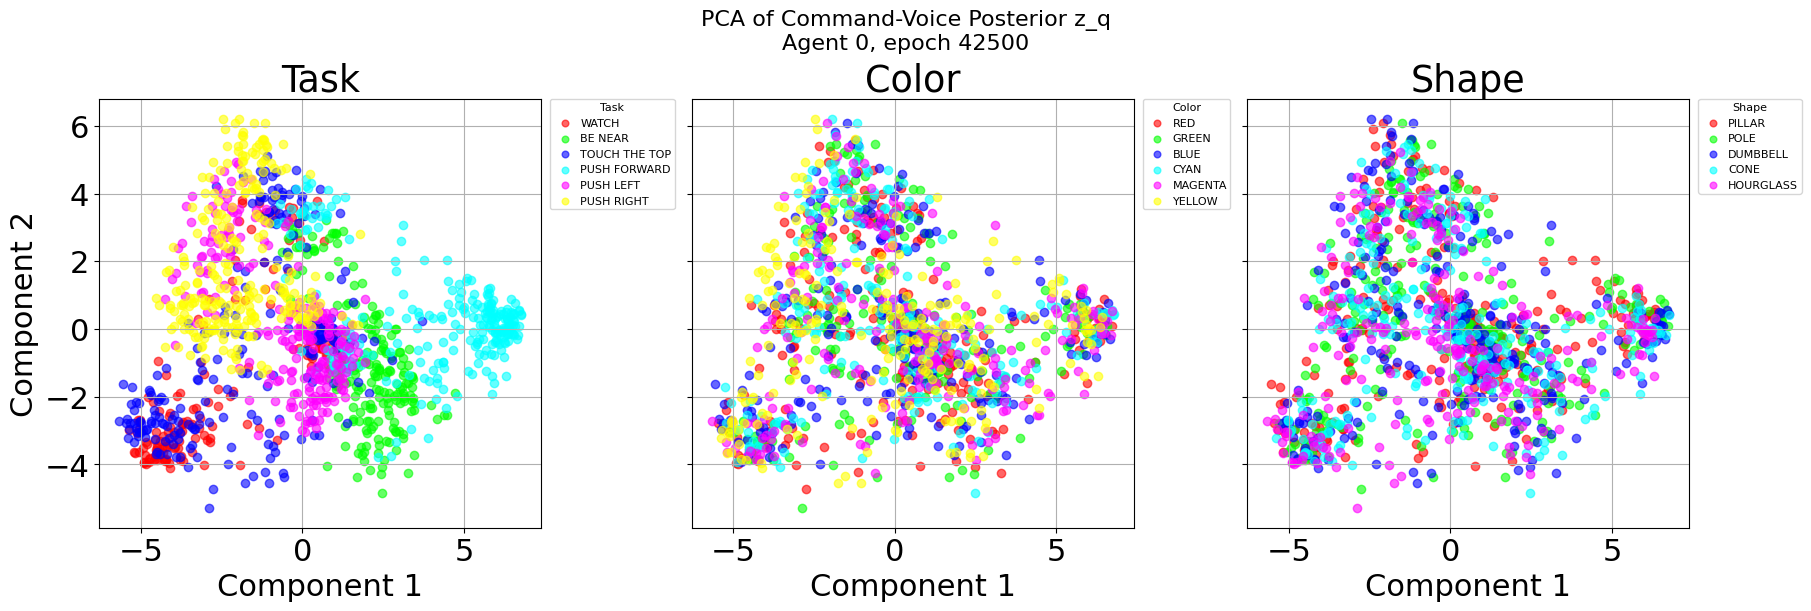 PCA of Command-Voice Posterior z_q
Agent 0, epoch 42500
Task
Component 2
6
4
2
0
−2
−4
−5
0
5
Component 1
Task
WATCH
BE NEAR
TOUCH THE TOP
PUSH FORWARD
PUSH LEFT
PUSH RIGHT
Color
−5
0
5
Component 1
Color
RED
GREEN
BLUE
CYAN
MAGENTA
YELLOW
Shape
−5
0
5
Component 1
Shape
PILLAR
POLE
DUMBBELL
CONE
HOURGLASS